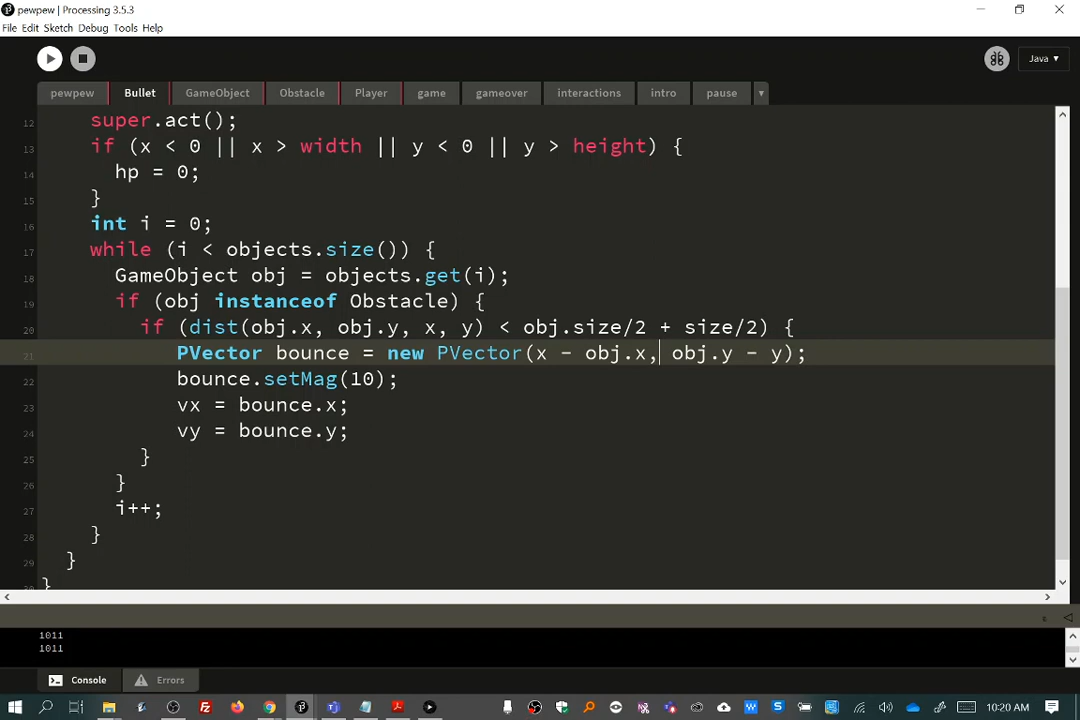 pewpew | Processing 3.5.3
File Edit Sketch Debug Tools Help
Java ▾
pewpew Bullet GameObject Obstacle Player game gameover interactions intro pause ▾
12 super.act();
13 if (x < 0 || x > width || y < 0 || y > height) {
14 hp = 0;
15 }
16 int i = 0;
17 while (i < objects.size()) {
18 GameObject obj = objects.get(i);
19 if (obj instanceof Obstacle) {
20 if (dist(obj.x, obj.y, x, y) < obj.size/2 + size/2) {
21 PVector bounce = new PVector(x - obj.x, obj.y - y);
22 bounce.setMag(10);
23 vx = bounce.x;
24 vy = bounce.y;
25 }
26 }
27 i++;
28 }
29 }
30 }
1011
1011
Console Errors
10:20 AM